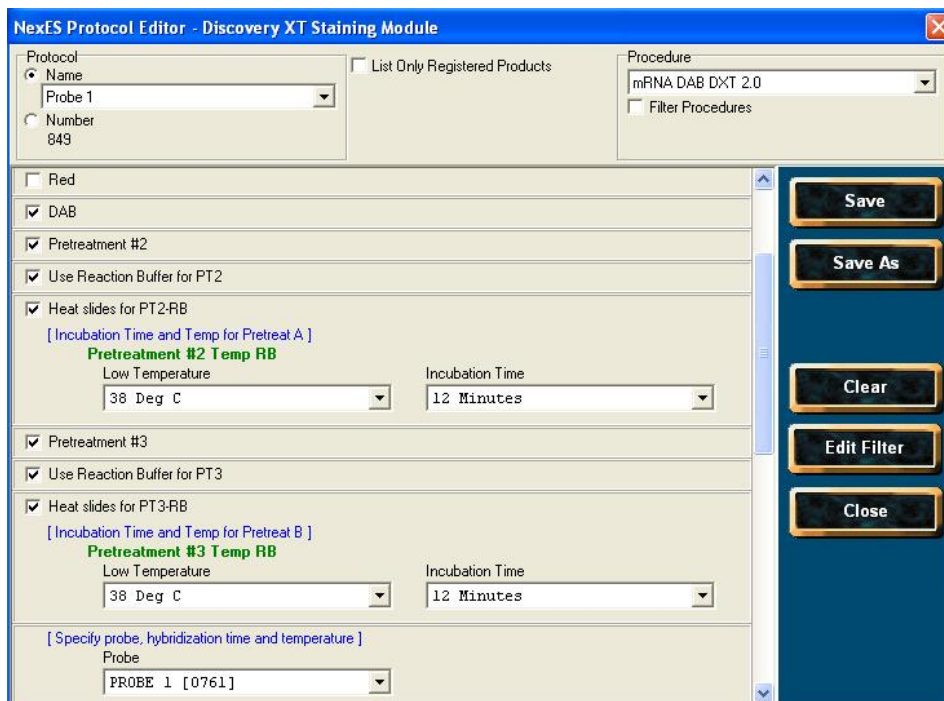 NexES Protocol Editor - Discovery XT Staining Module
Protocol
Name
Probe 1
Number
849
List Only Registered Products
Procedure
mRNA DAB DXT 2.0
Filter Procedures
Red
DAB
Pretreatment #2
Use Reaction Buffer for PT2
Heat slides for PT2-RB
[ Incubation Time and Temp for Pretreat A ]
Pretreatment #2 Temp RB
Low Temperature Incubation Time
38 Deg C 12 Minutes
Pretreatment #3
Use Reaction Buffer for PT3
Heat slides for PT3-RB
[ Incubation Time and Temp for Pretreat B ]
Pretreatment #3 Temp RB
Low Temperature Incubation Time
38 Deg C 12 Minutes
[ Specify probe, hybridization time and temperature ]
Probe
PROBE 1 [0761]
Save
Save As
Clear
Edit Filter
Close